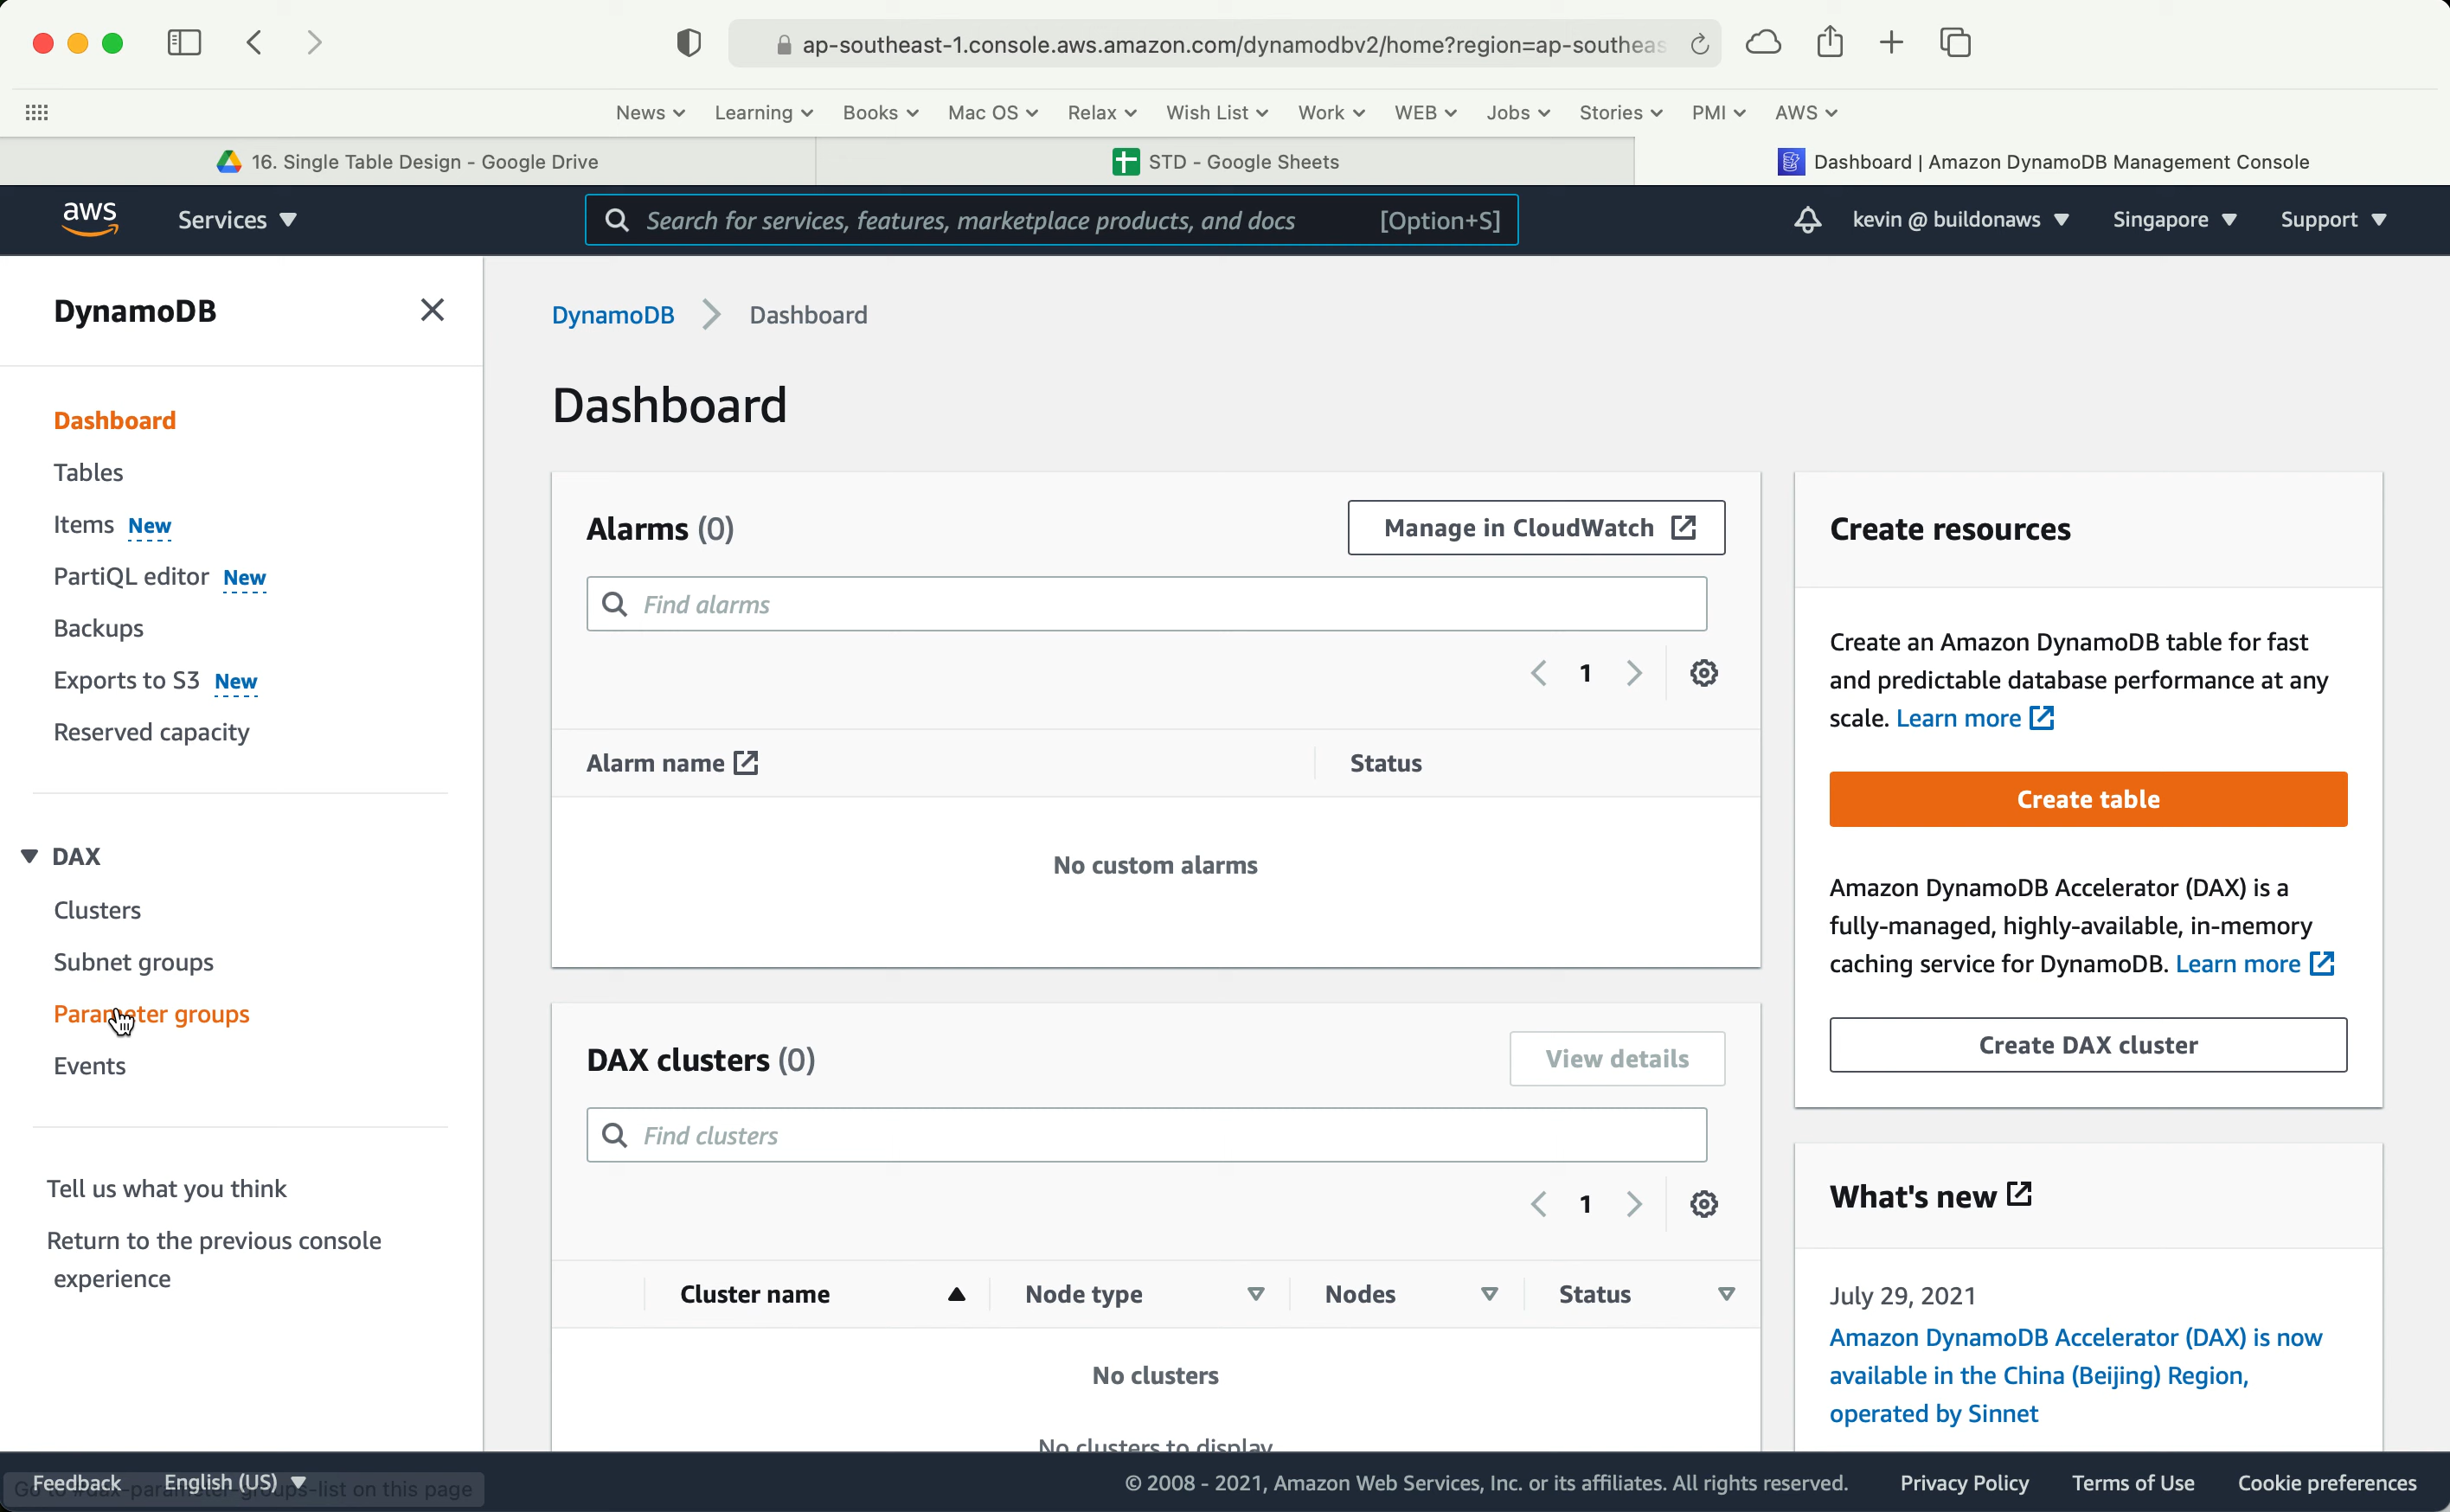 ap-southeast-1.console.aws.amazon.com/dynamodbv2/home?region=ap-southeas
News Learning Books Mac OS Relax Wish List Work WEB Jobs Stories PMI AWS
16. Single Table Design - Google Drive
STD - Google Sheets
Dashboard | Amazon DynamoDB Management Console
aws
Services
Search for services, features, marketplace products, and docs [Option+S]
kevin @ buildonaws
Singapore
Support
DynamoDB
Dashboard
Tables
Items New
PartiQL editor New
Backups
Exports to S3 New
Reserved capacity
DAX
Clusters
Subnet groups
Parameter groups
Events
Tell us what you think
Return to the previous console
experience
DynamoDB > Dashboard
Dashboard
Alarms (0)
Manage in CloudWatch
Find alarms
1
Alarm name
Status
No custom alarms
DAX clusters (0)
View details
Find clusters
1
Cluster name
Node type
Nodes
Status
No clusters
No clusters to display
Create resources
Create an Amazon DynamoDB table for fast
and predictable database performance at any
scale. Learn more
Create table
Amazon DynamoDB Accelerator (DAX) is a
fully-managed, highly-available, in-memory
caching service for DynamoDB. Learn more
Create DAX cluster
What's new
July 29, 2021
Amazon DynamoDB Accelerator (DAX) is now
available in the China (Beijing) Region,
operated by Sinnet
Feedback
English (US)
Go to #dax-parameter-groups-list on this page
© 2008 - 2021, Amazon Web Services, Inc. or its affiliates. All rights reserved.
Privacy Policy
Terms of Use
Cookie preferences